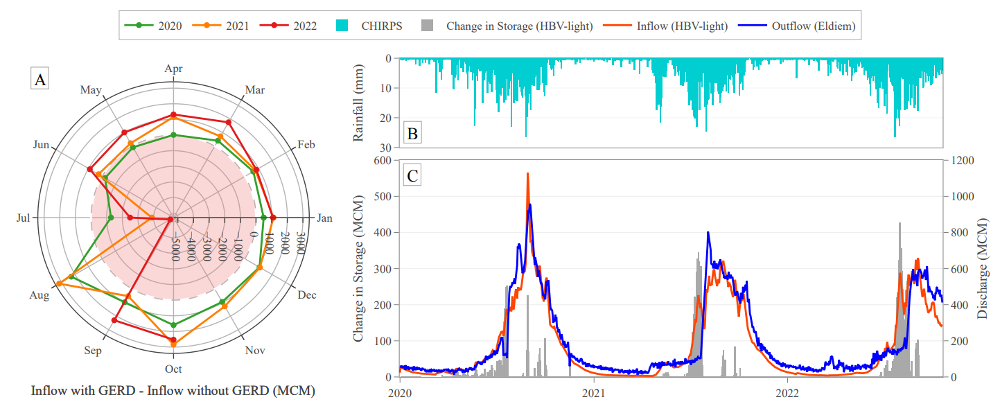 2020 2021 2022 CHIRPS Change in Storage (HBV-light) Inflow (HBV-light) Outflow (Eldiem)
A
Apr
May Mar
Jun Feb
Jul Jan
−5000 −4000 −3000 −2000 −1000 0 1000 2000 3000
Aug Dec
Sep Nov
Oct
Inflow with GERD - Inflow without GERD (MCM)
B
Rainfall (mm)
0
10
20
30
C
Change in Storage (MCM)
600
500
400
300
200
100
0
1200
1000
800
600
400
200
0
Discharge (MCM)
2020 2021 2022